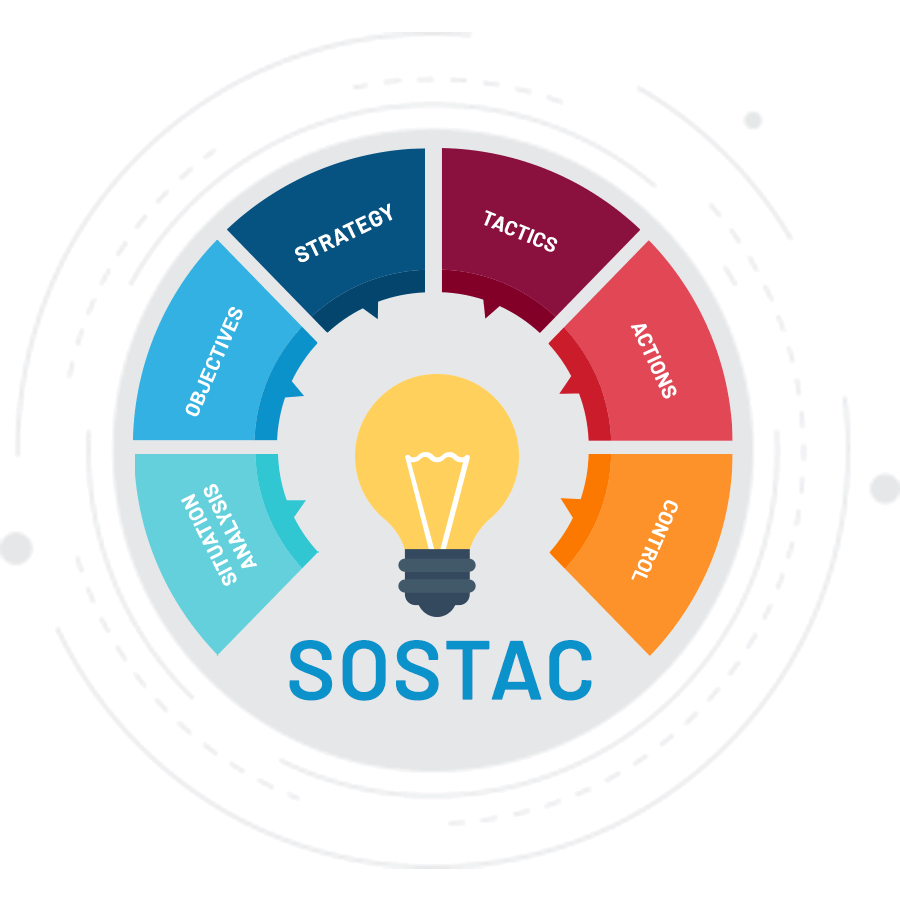 SITUATION
ANALYSIS
OBJECTIVES
STRATEGY
TACTICS
ACTIONS
CONTROL
SOSTAC